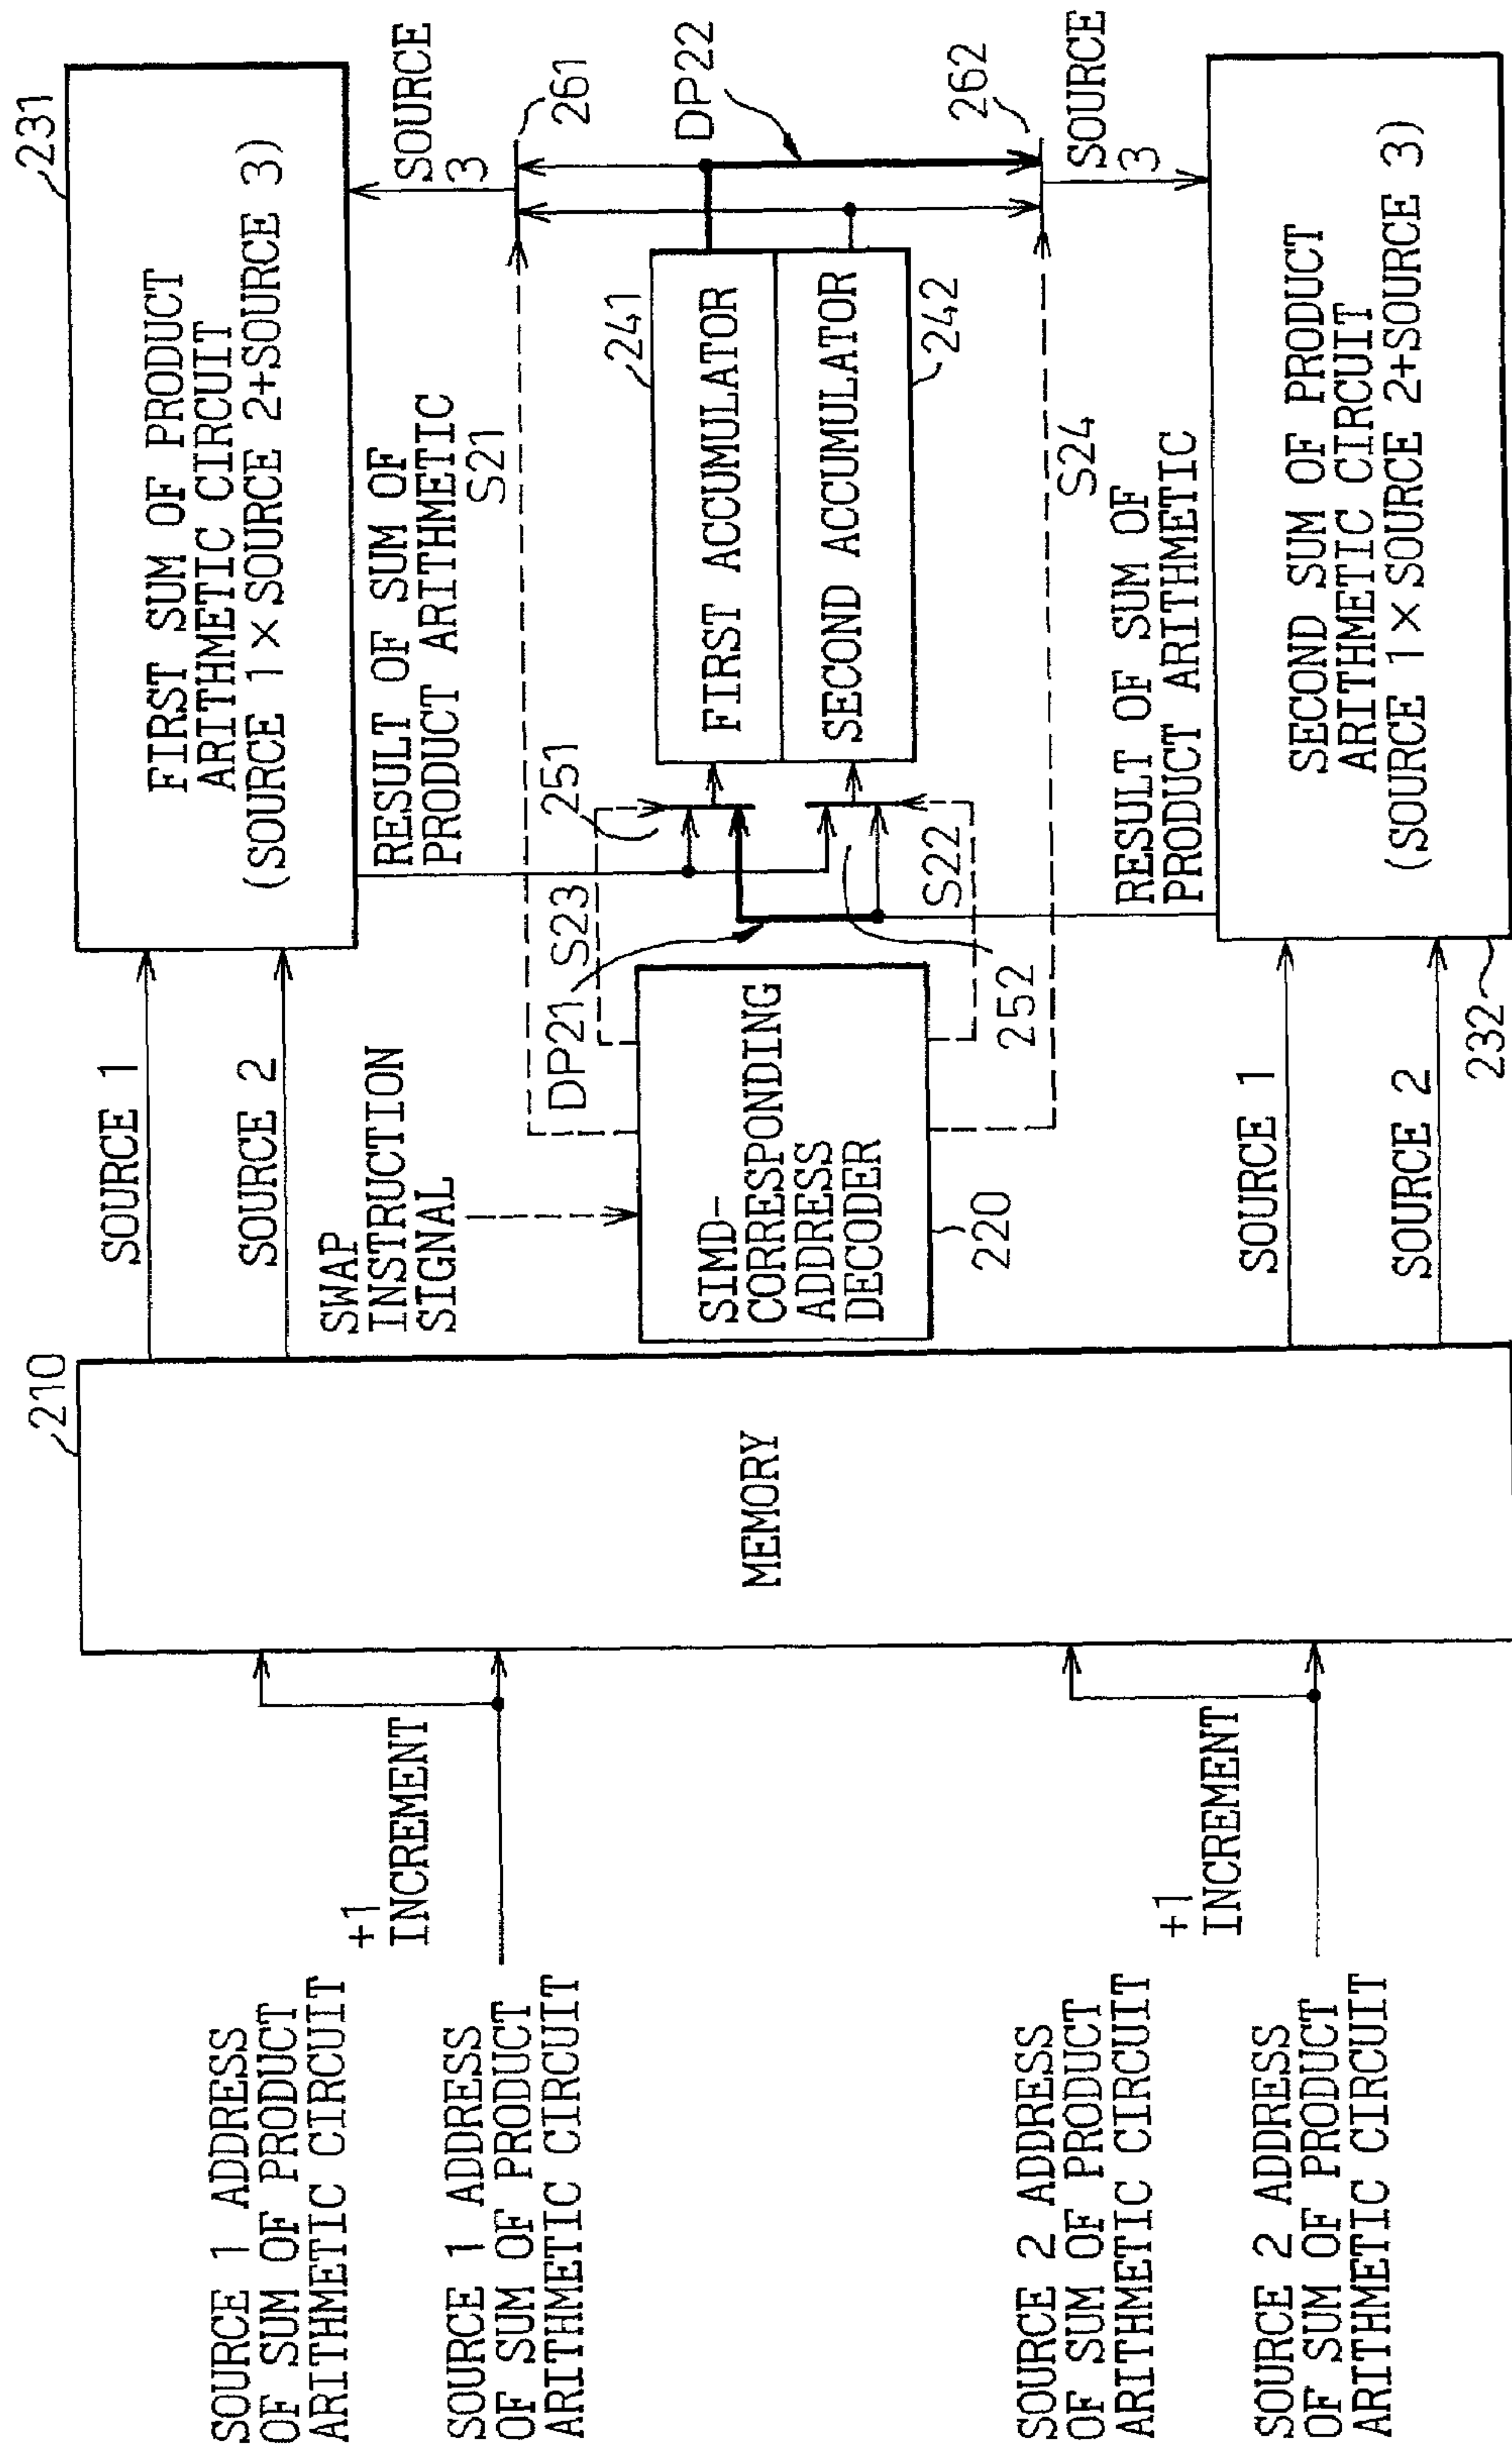 SOURCE 1 ADDRESS
OF SUM OF PRODUCT
ARITHMETIC CIRCUIT
+1
INCREMENT
SOURCE 1 ADDRESS
OF SUM OF PRODUCT
ARITHMETIC CIRCUIT
SOURCE 2 ADDRESS
OF SUM OF PRODUCT
ARITHMETIC CIRCUIT
+1
INCREMENT
SOURCE 2 ADDRESS
OF SUM OF PRODUCT
ARITHMETIC CIRCUIT
210
MEMORY
SOURCE 1
SOURCE 2
SWAP
INSTRUCTION
SIGNAL
SIMD-
CORRESPONDING
ADDRESS
DECODER
220
SOURCE 1
SOURCE 2
231
FIRST SUM OF PRODUCT
ARITHMETIC CIRCUIT
(SOURCE 1 × SOURCE 2+SOURCE 3)
RESULT OF SUM OF
PRODUCT ARITHMETIC
S21
DP21
S23
251
241
FIRST ACCUMULATOR
SECOND ACCUMULATOR
242
252
S22
S24
SOURCE
3
261
DP22
262
SOURCE
3
RESULT OF SUM OF
PRODUCT ARITHMETIC
SECOND SUM OF PRODUCT
ARITHMETIC CIRCUIT
(SOURCE 1 × SOURCE 2+SOURCE 3)
232